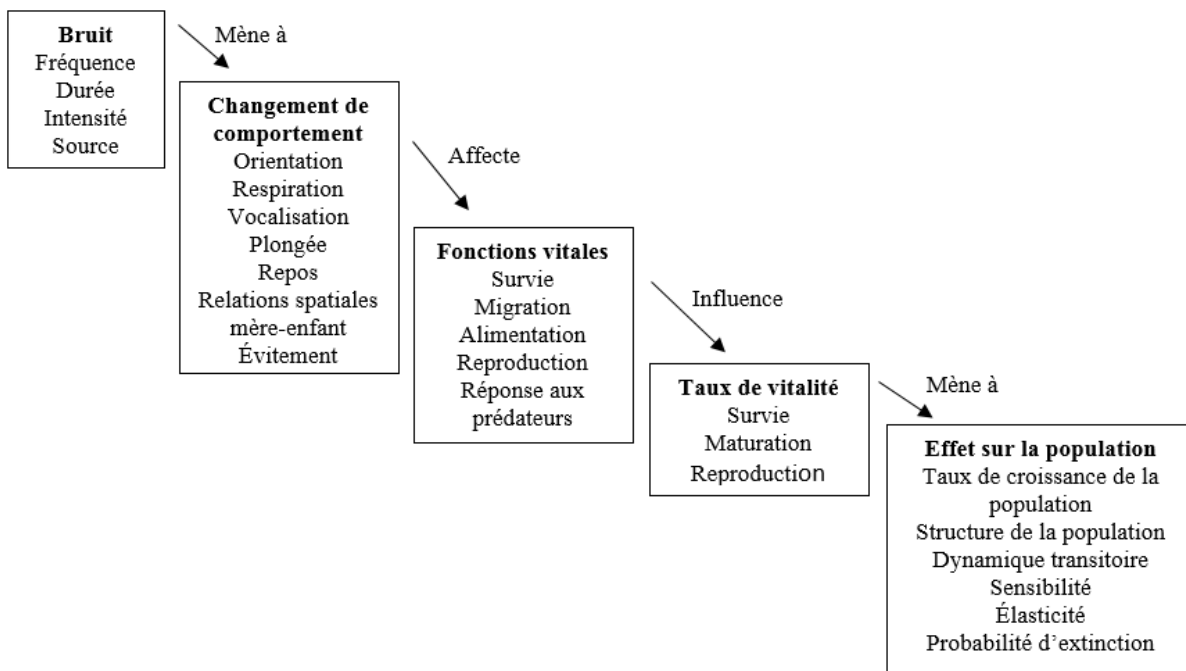 Bruit
Fréquence
Durée
Intensité
Source
Mène à
Changement de
comportement
Orientation
Respiration
Vocalisation
Plongée
Repos
Relations spatiales
mère-enfant
Évitement
Affecte
Fonctions vitales
Survie
Migration
Alimentation
Reproduction
Réponse aux
prédateurs
Influence
Taux de vitalité
Survie
Maturation
Reproduction
Mène à
Effet sur la population
Taux de croissance de la
population
Structure de la population
Dynamique transitoire
Sensibilité
Élasticité
Probabilité d’extinction